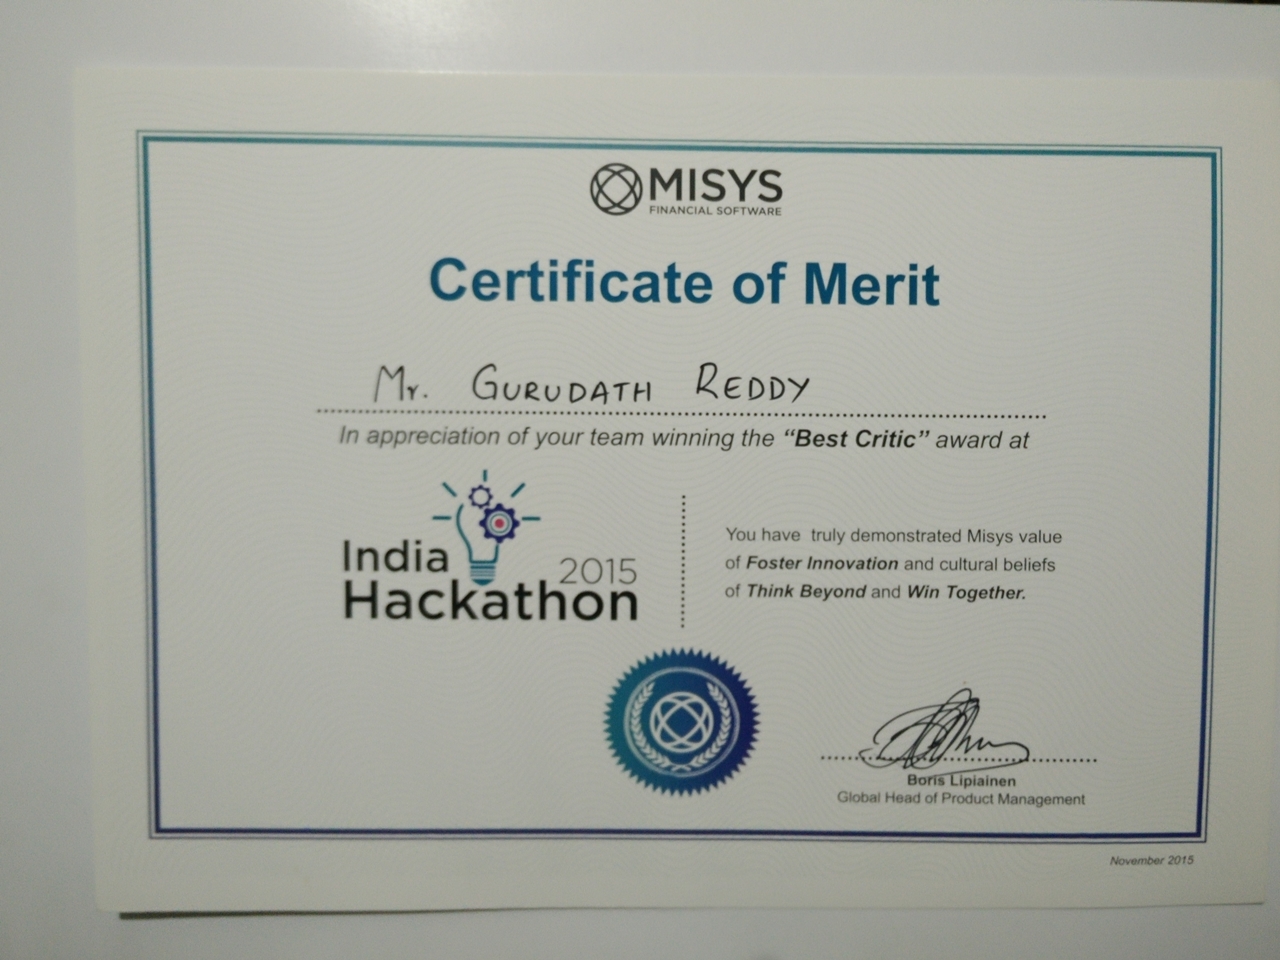 MISYS
FINANCIAL SOFTWARE
Certificate of Merit
Mr. GURUDATH REDDY
In appreciation of your team winning the “Best Critic” award at
India 2015
Hackathon
You have truly demonstrated Misys value
of Foster Innovation and cultural beliefs
of Think Beyond and Win Together.
Boris Lipiainen
Global Head of Product Management
November 2015